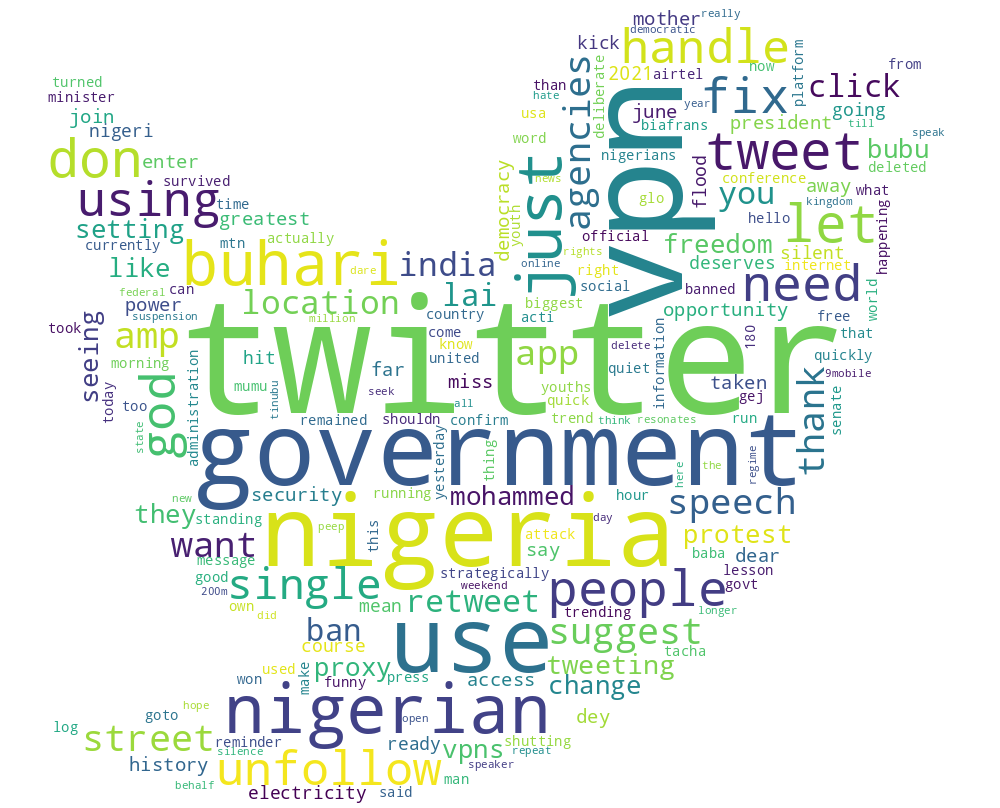 mother
really
democratic
kick
handle
than
hate
2021
airtel
now
platform
from
turned
minister
join
nigeri
don
enter
using
survived
time
setting
greatest
currently
mtn
actually
like
can
federal
power
suspension
took
seeing
amp
morning
today
too
god
state
administration
buhari
dare
india
location
lai
million
hit
mumu
tinubu
far
remained
country
come
know
united
seek
miss
shouldn
all
confirm
usa
word
deliberate
agencies
just
news
youth
democracy
online
vpn
june
year
biafrans
nigerians
glo
flood
official
rights
right
social
biggest
acti
app
youths
quick
trend
think
resonates
delete
quiet
information
fix
click
going
president
till
speak
tweet
bubu
deleted
conference
you
away
what
kingdom
hello
let
happening
freedom
silent
deserves
internet
banned
need
world
opportunity
free
that
180
quickly
9mobile
taken
gej
run
thank
senate
twitter
government
yesterday
thing
security
running
mohammed
hour
here
the
regime
speech
they
standing
new
nigeria
peep
this
day
attack
say
protest
baba
dear
want
message
good
200m
single
strategically
weekend
mean
retweet
people
lesson
govt
trending
longer
own
did
ban
course
use
suggest
tacha
proxy
press
tweeting
used
won
make
funny
access
change
hope
nigerian
open
dey
log
goto
street
reminder
silence
ready
vpns
shutting
repeat
history
unfollow
man
speaker
behalf
electricity
said